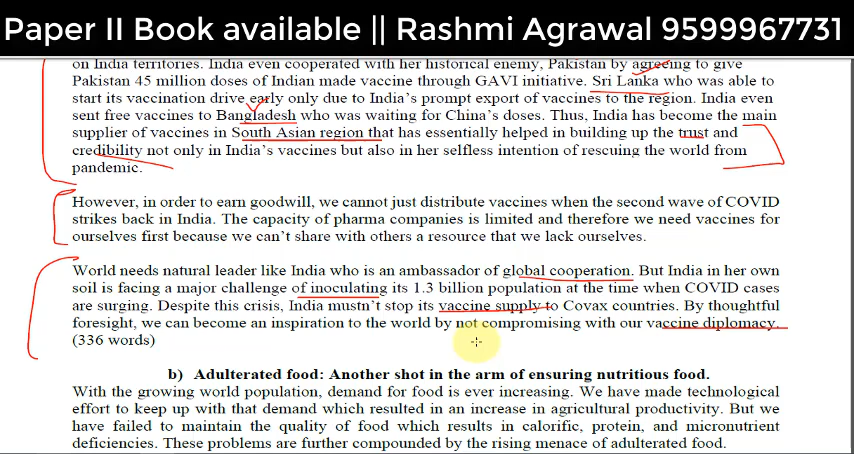 Paper II Book available || Rashmi Agrawal 9599967731
on India territories. India even cooperated with her historical enemy, Pakistan by agreeing to give
Pakistan 45 million doses of Indian made vaccine through GAVI initiative. Sri Lanka who was able to
start its vaccination drive early only due to India's prompt export of vaccines to the region. India even
sent free vaccines to Bangladesh who was waiting for China's doses. Thus, India has become the main
supplier of vaccines in South Asian region that has essentially helped in building up the trust and
credibility not only in India's vaccines but also in her selfless intention of rescuing the world from
pandemic.
However, in order to earn goodwill, we cannot just distribute vaccines when the second wave of COVID
strikes back in India. The capacity of pharma companies is limited and therefore we need vaccines for
ourselves first because we can't share with others a resource that we lack ourselves.
World needs natural leader like India who is an ambassador of global cooperation. But India in her own
soil is facing a major challenge of inoculating its 1.3 billion population at the time when COVID cases
are surging. Despite this crisis, India mustn't stop its vaccine supply to Covax countries. By thoughtful
foresight, we can become an inspiration to the world by not compromising with our vaccine diplomacy.
(336 words)
b) Adulterated food: Another shot in the arm of ensuring nutritious food.
With the growing world population, demand for food is ever increasing. We have made technological
effort to keep up with that demand which resulted in an increase in agricultural productivity. But we
have failed to maintain the quality of food which results in calorific, protein, and micronutrient
deficiencies. These problems are further compounded by the rising menace of adulterated food.